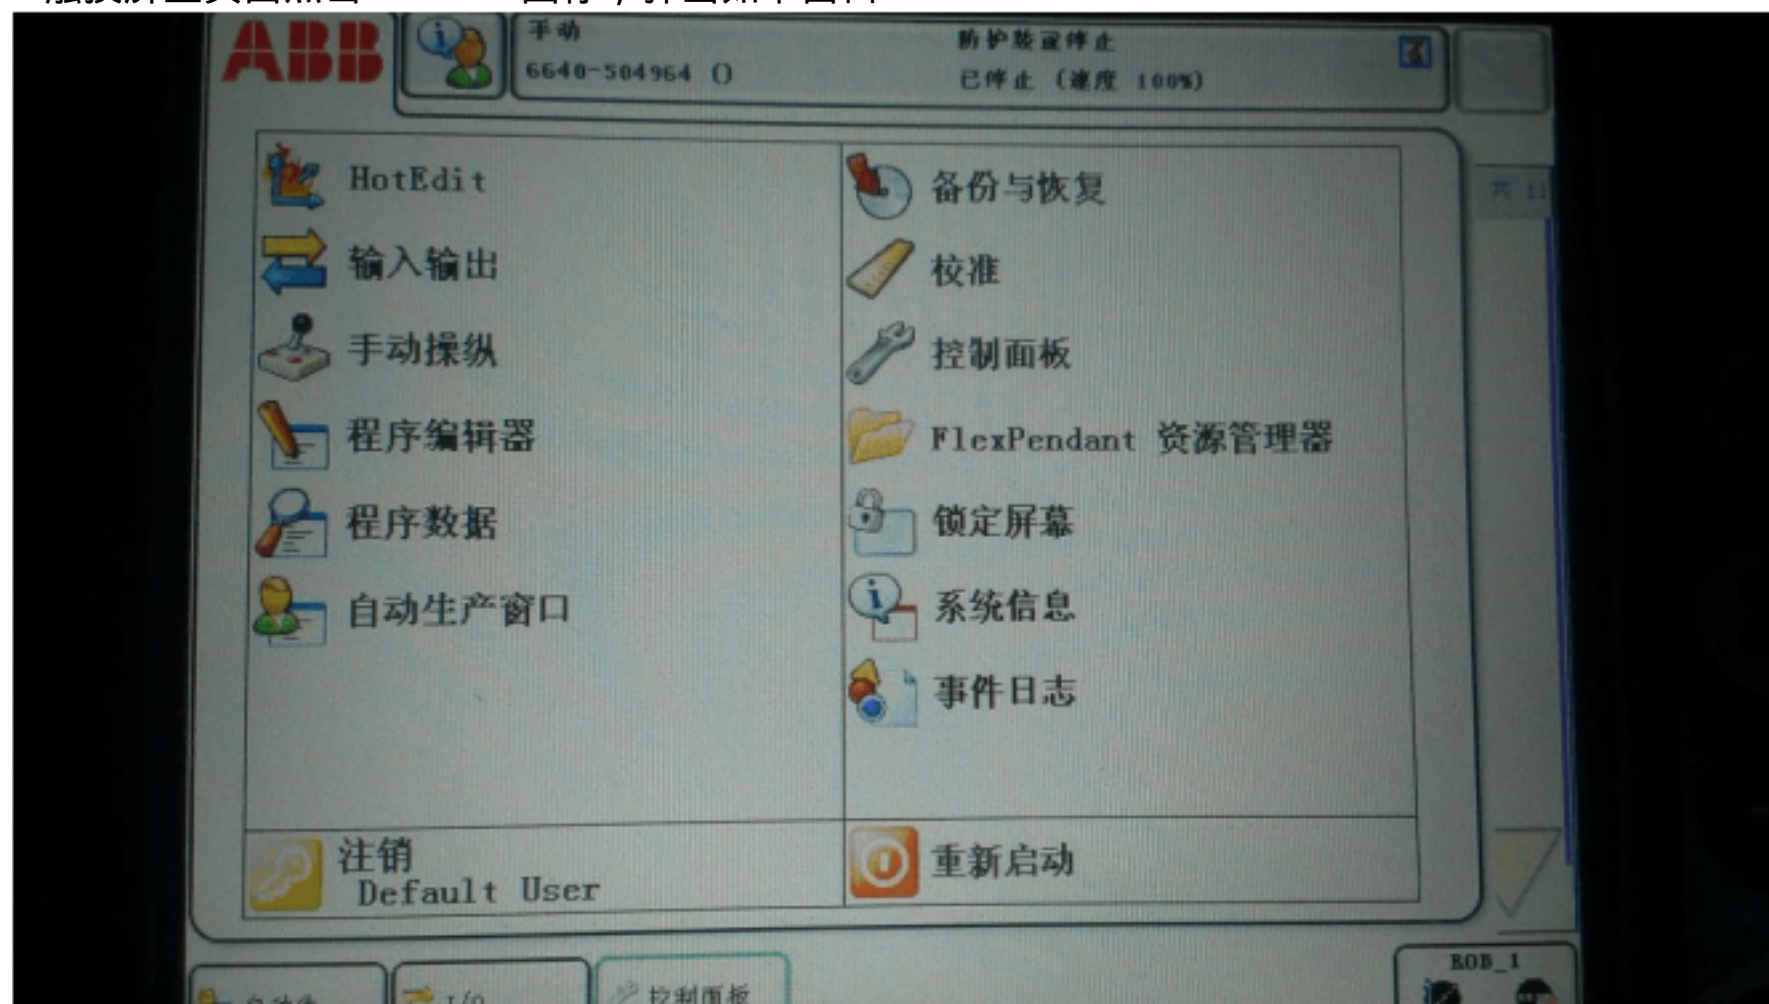 ABB
手动
6640-504964 ()
防护装置停止
已停止 (速度 100%)
共 11
HotEdit
输入输出
手动操纵
程序编辑器
程序数据
自动生产窗口
备份与恢复
校准
控制面板
FlexPendant 资源管理器
锁定屏幕
系统信息
事件日志
注销
Default User
重新启动
I/O
控制面板
ROB_1